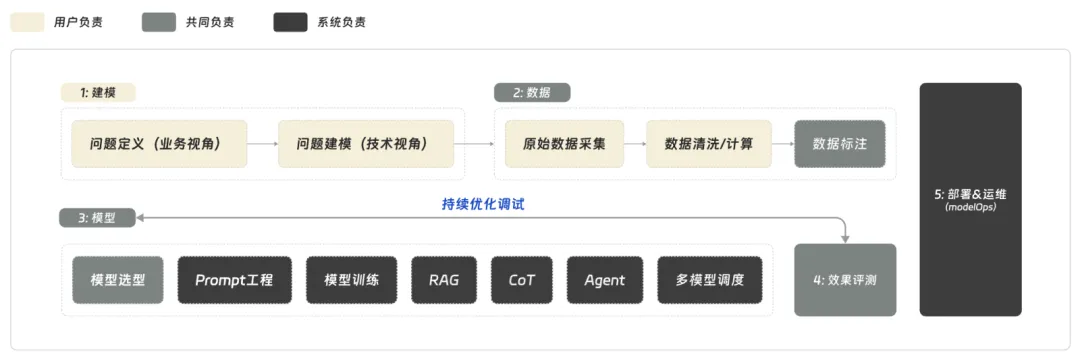 用户负责
共同负责
系统负责
1: 建模
2: 数据
问题定义（业务视角）
问题建模（技术视角）
原始数据采集
数据清洗/计算
数据标注
5: 部署&运维
(modelOps)
持续优化调试
3: 模型
模型选型
Prompt工程
模型训练
RAG
CoT
Agent
多模型调度
4: 效果评测